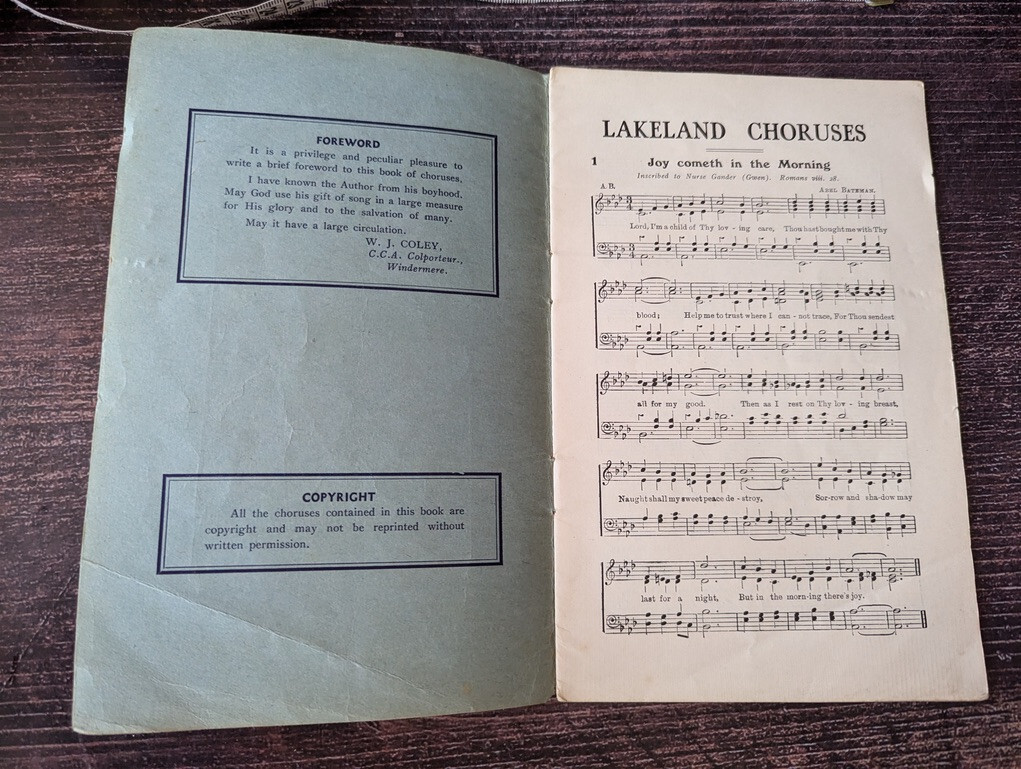 FOREWORD
It is a privilege and peculiar pleasure to
write a brief foreword to this book of choruses.
I have known the Author from his boyhood.
May God use his gift of song in a large measure
for His glory and to the salvation of many.
May it have a large circulation.
W. J. COLEY,
C.C.A. Colporteur.,
Windermere.
COPYRIGHT
All the choruses contained in this book are
copyright and may not be reprinted without
written permission.
LAKELAND CHORUSES
1 Joy cometh in the Morning
Inscribed to Nurse Gander (Gwen). Romans viii. 28.
A.B. ABEL BATEMAN.
Lord, I'm a child of Thy lov - ing care, Thou hast bought me with Thy
blood; Help me to trust where I can - not trace, For Thou sendest
all for my good. Then as I rest on Thy lov - ing breast,
Naught shall my sweet peace de - stroy, Sor-row and sha-dow may
last for a night, But in the morn-ing there's joy.